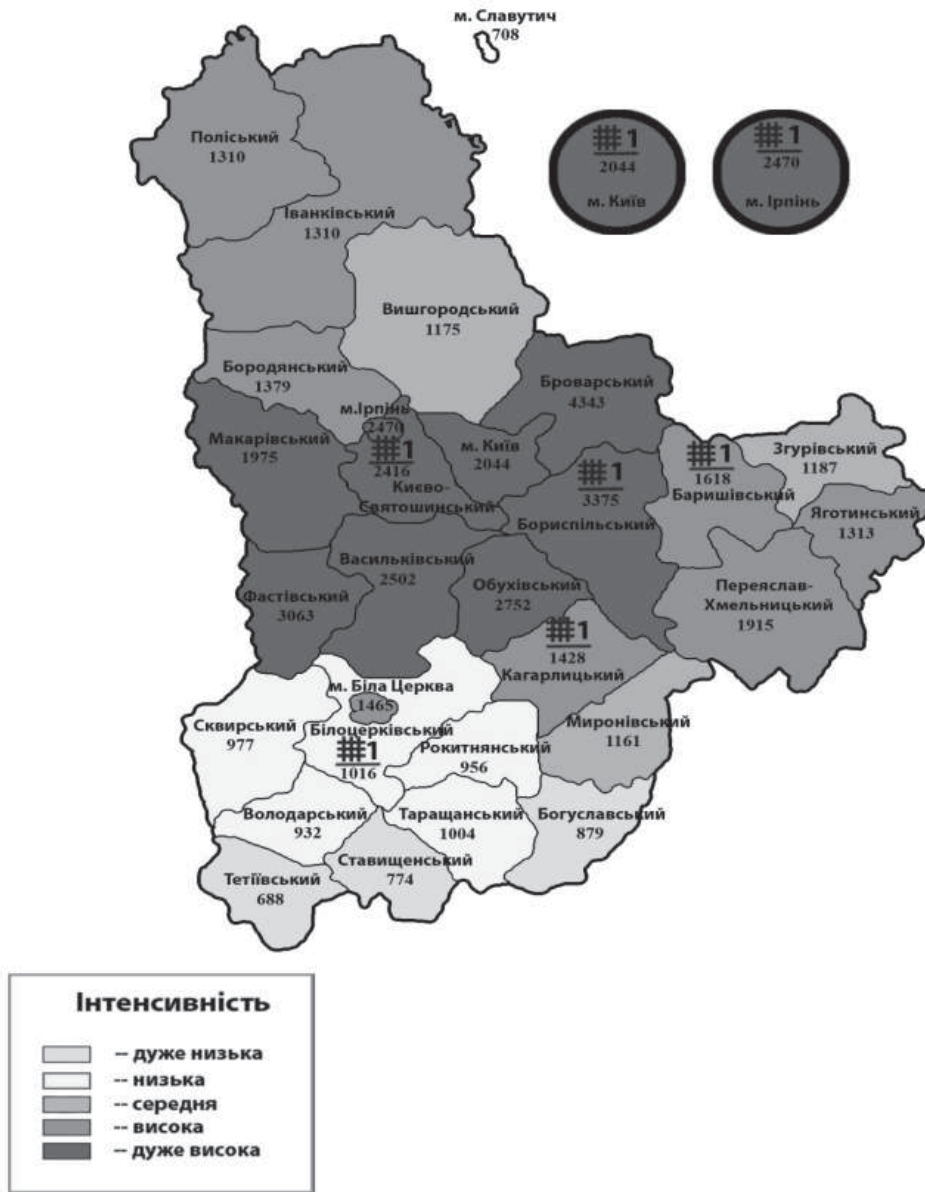 м. Славутич
708
1
2044
м. Київ
1
2470
м. Ірпінь
Поліський
1310
Іванківський
1310
Вишгородський
1175
Бородянський
1379
Броварський
4343
м.Ірпінь
2470
Макарівський
1975
1
2416
Києво-
Святошинський
м. Київ
2044
1
3375
Бориспільський
1
1618
Баришівський
Згурівський
1187
Яготинський
1313
Васильківський
2502
Обухівський
2752
Фастівський
3063
Переяслав-
Хмельницький
1915
1
1428
Кагарлицький
м. Біла Церква
1465
Білоцерківський
1
1016
Сквирський
977
Рокитнянський
956
Миронівський
1161
Володарський
932
Таращанський
1004
Богуславський
879
Ставищенський
774
Тетіївський
688
Інтенсивність
-- дуже низька
-- низька
-- середня
-- висока
-- дуже висока